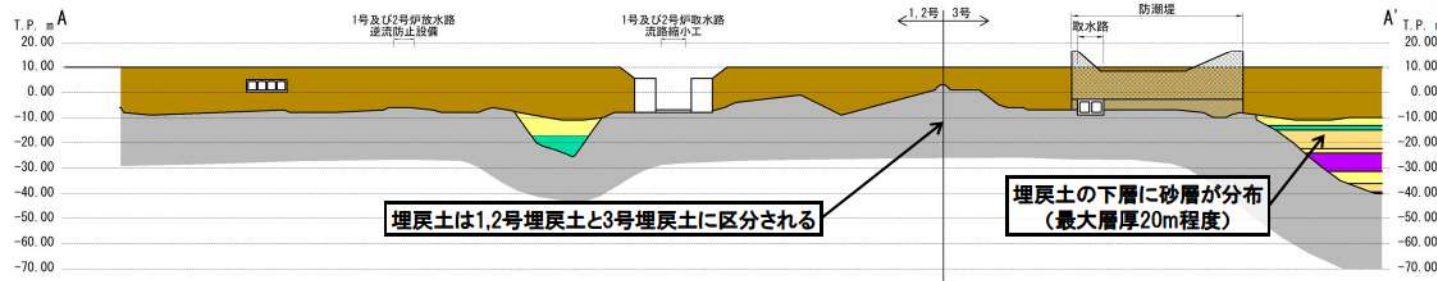 T.P. m A
1号及び2号炉放水路
逆流防止設備
1号及び2号炉取水路
流路縮小工
1,2号 3号
防潮堤
取水路
A' T.P. m
20.00
10.00
0.00
-10.00
-20.00
-30.00
-40.00
-50.00
-60.00
-70.00
埋戻土は1,2号埋戻土と3号埋戻土に区分される
埋戻土の下層に砂層が分布
(最大層厚20m程度)
20.00
10.00
0.00
-10.00
-20.00
-30.00
-40.00
-50.00
-60.00
-70.00